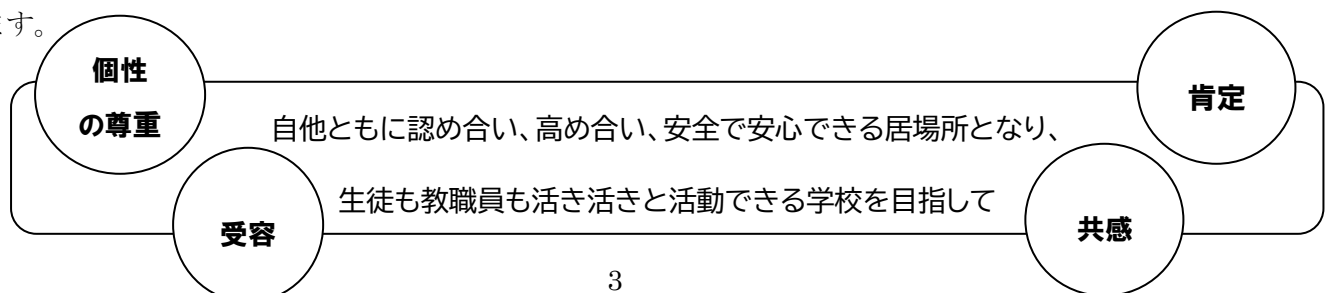 ます。
個性
の尊重
肯定
自他ともに認め合い、高め合い、安全で安心できる居場所となり、
生徒も教職員も活き活きと活動できる学校を目指して
受容
共感
3